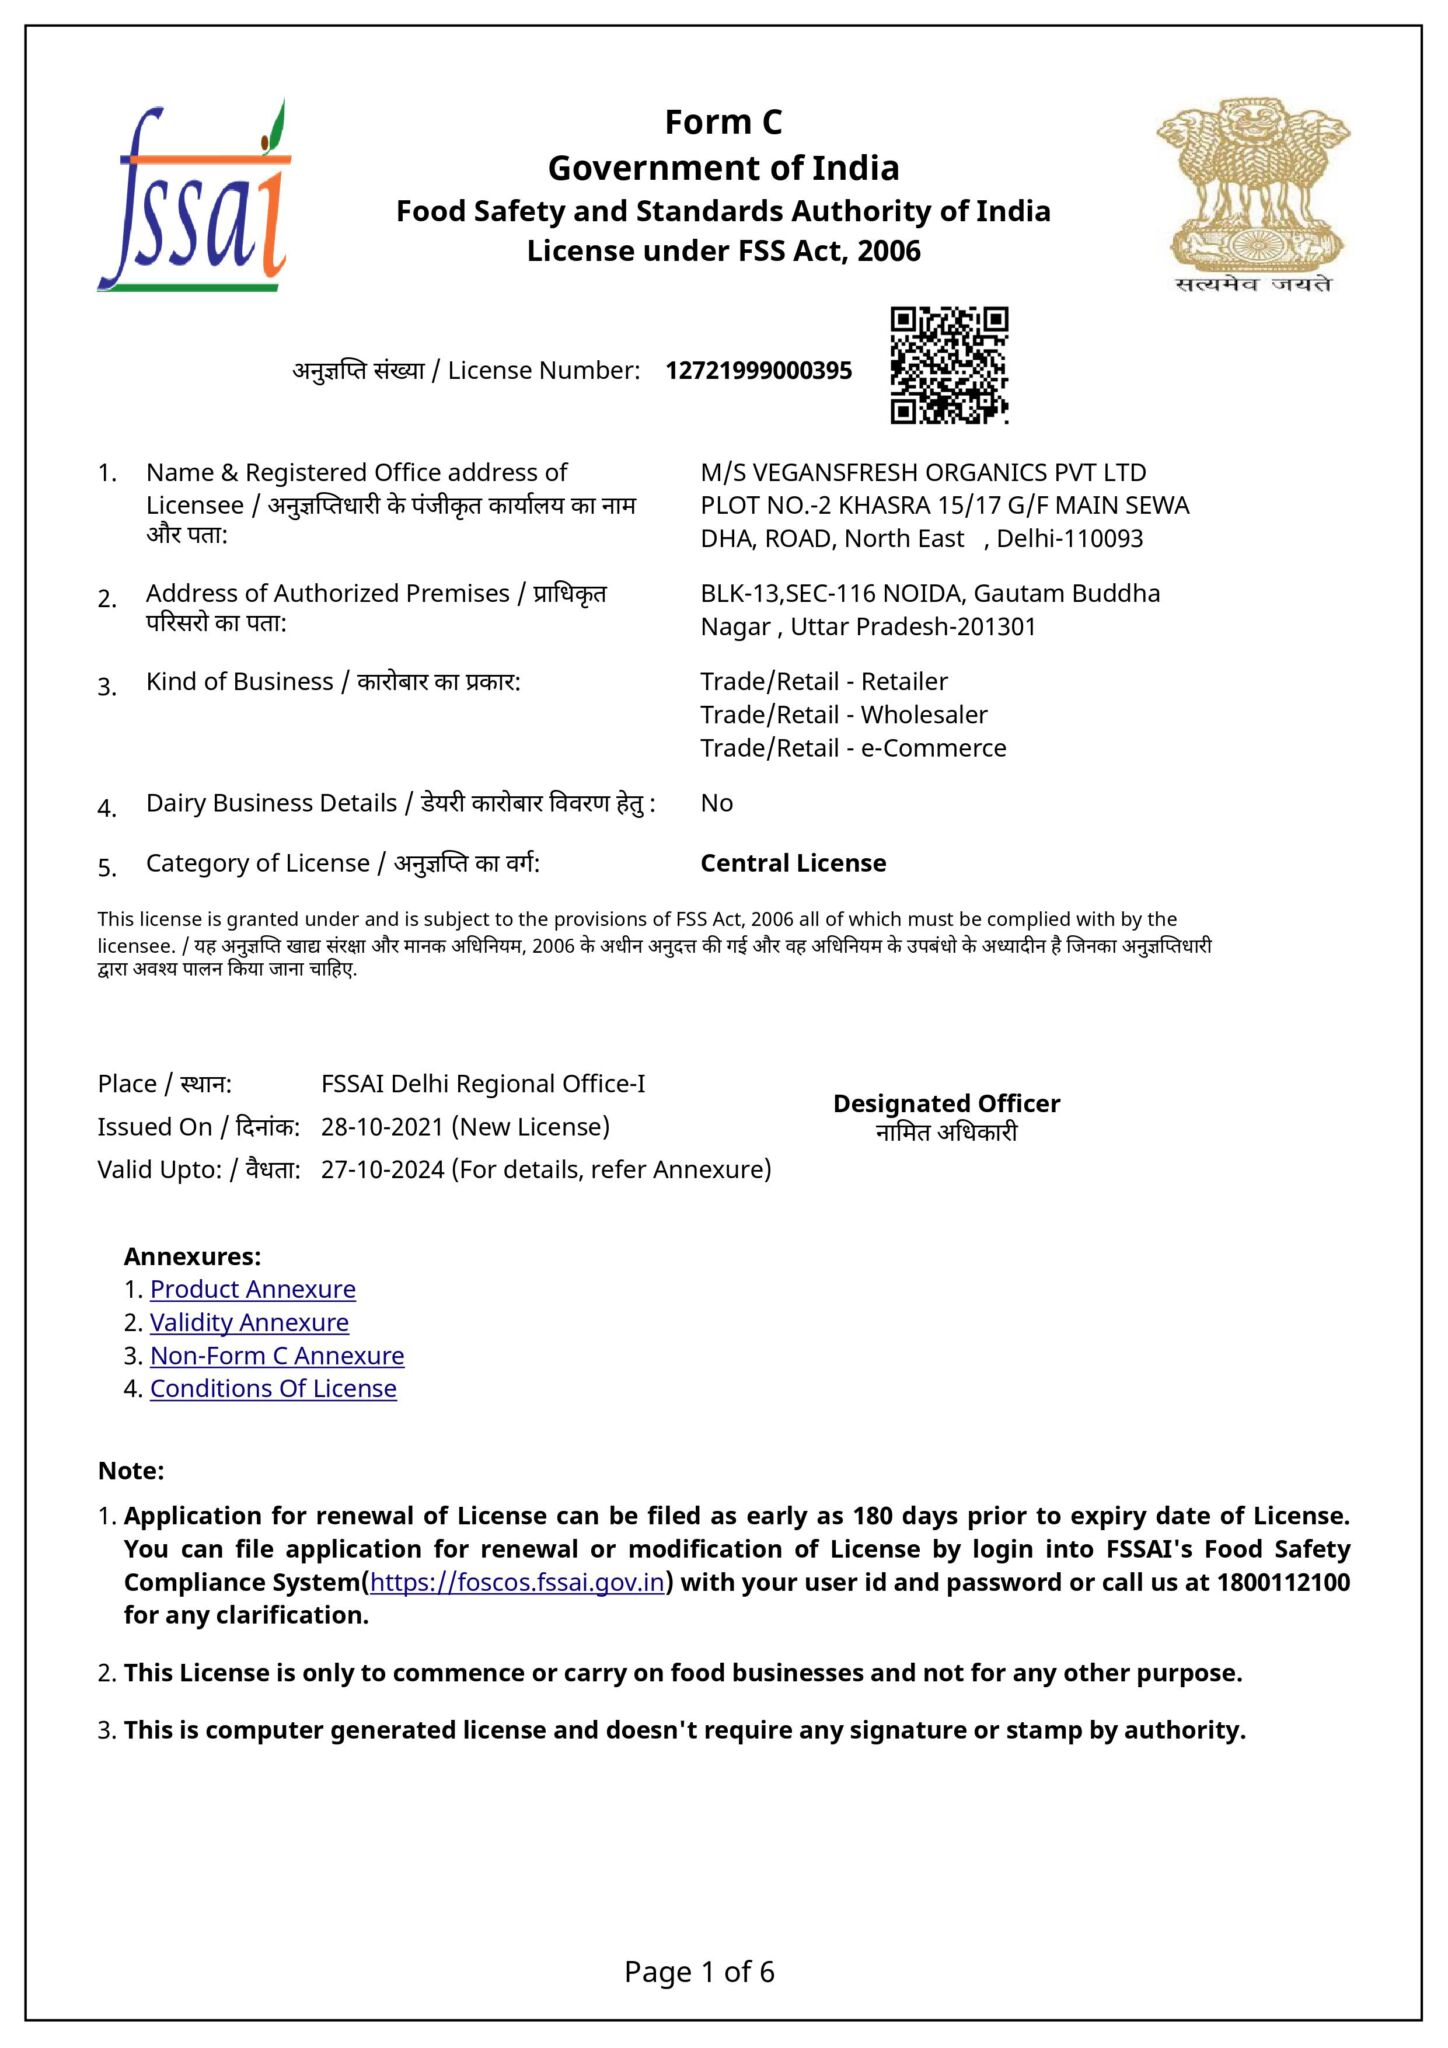 fssai
Form C
Government of India
Food Safety and Standards Authority of India
License under FSS Act, 2006
सत्यमेव जयते
अनुज्ञप्ति संख्या / License Number: 12721999000395
1. Name & Registered Office address of
Licensee / अनुज्ञप्तिधारी के पंजीकृत कार्यालय का नाम
और पता:
M/S VEGANSFRESH ORGANICS PVT LTD
PLOT NO.-2 KHASRA 15/17 G/F MAIN SEWA
DHA, ROAD, North East , Delhi-110093
2. Address of Authorized Premises / प्राधिकृत
परिसरो का पता:
BLK-13,SEC-116 NOIDA, Gautam Buddha
Nagar , Uttar Pradesh-201301
3. Kind of Business / कारोबार का प्रकार:
Trade/Retail - Retailer
Trade/Retail - Wholesaler
Trade/Retail - e-Commerce
4. Dairy Business Details / डेयरी कारोबार विवरण हेतु : No
5. Category of License / अनुज्ञप्ति का वर्ग: Central License
This license is granted under and is subject to the provisions of FSS Act, 2006 all of which must be complied with by the
licensee. / यह अनुज्ञप्ति खाद्य संरक्षा और मानक अधिनियम, 2006 के अधीन अनुदत्त की गई और वह अधिनियम के उपबंधो के अध्यादीन है जिनका अनुज्ञप्तिधारी
द्वारा अवश्य पालन किया जाना चाहिए.
Place / स्थान: FSSAI Delhi Regional Office-I
Issued On / दिनांक: 28-10-2021 (New License)
Valid Upto: / वैधता: 27-10-2024 (For details, refer Annexure)
Designated Officer
नामित अधिकारी
Annexures:
1. Product Annexure
2. Validity Annexure
3. Non-Form C Annexure
4. Conditions Of License
Note:
1. Application for renewal of License can be filed as early as 180 days prior to expiry date of License.
You can file application for renewal or modification of License by login into FSSAI's Food Safety
Compliance System(https://foscos.fssai.gov.in) with your user id and password or call us at 1800112100
for any clarification.
2. This License is only to commence or carry on food businesses and not for any other purpose.
3. This is computer generated license and doesn't require any signature or stamp by authority.
Page 1 of 6